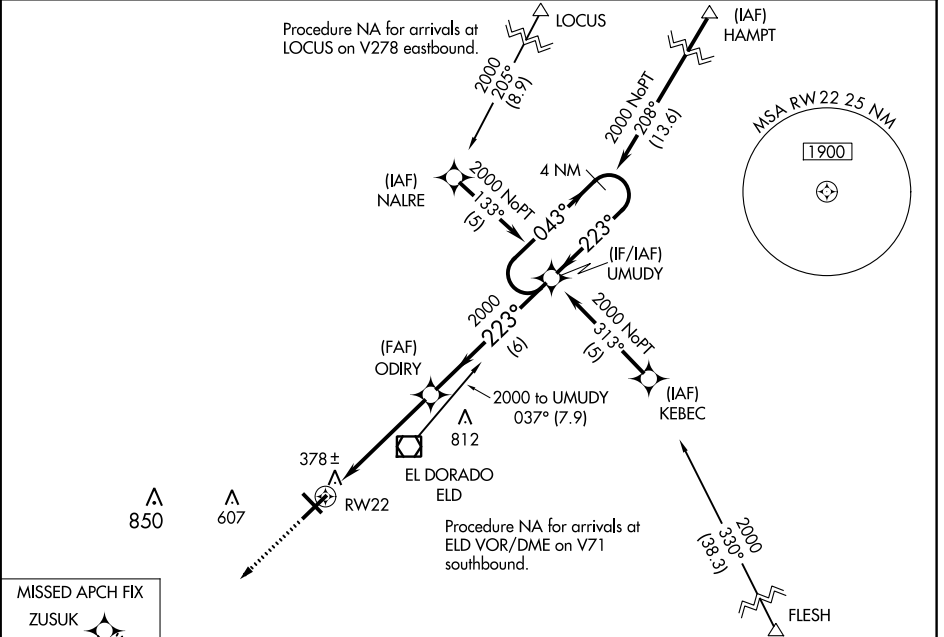 Procedure NA for arrivals at
LOCUS on V278 eastbound.
LOCUS
(IAF)
HAMPT
2000
205°
(8.9)
2000 NoPT
208°
(13.6)
MSA RW22 25 NM
1900
(IAF)
NALRE
2000 NoPT
133°
(5)
4 NM
043°
223°
(IF/IAF)
UMUDY
2000
223°
(6)
2000 NoPT
313°
(5)
(FAF)
ODIRY
(IAF)
KEBEC
2000 to UMUDY
037° (7.9)
812
EL DORADO
ELD
378±
RW22
850
607
Procedure NA for arrivals at
ELD VOR/DME on V71
southbound.
2000
330°
(38.3)
FLESH
MISSED APCH FIX
ZUSUK